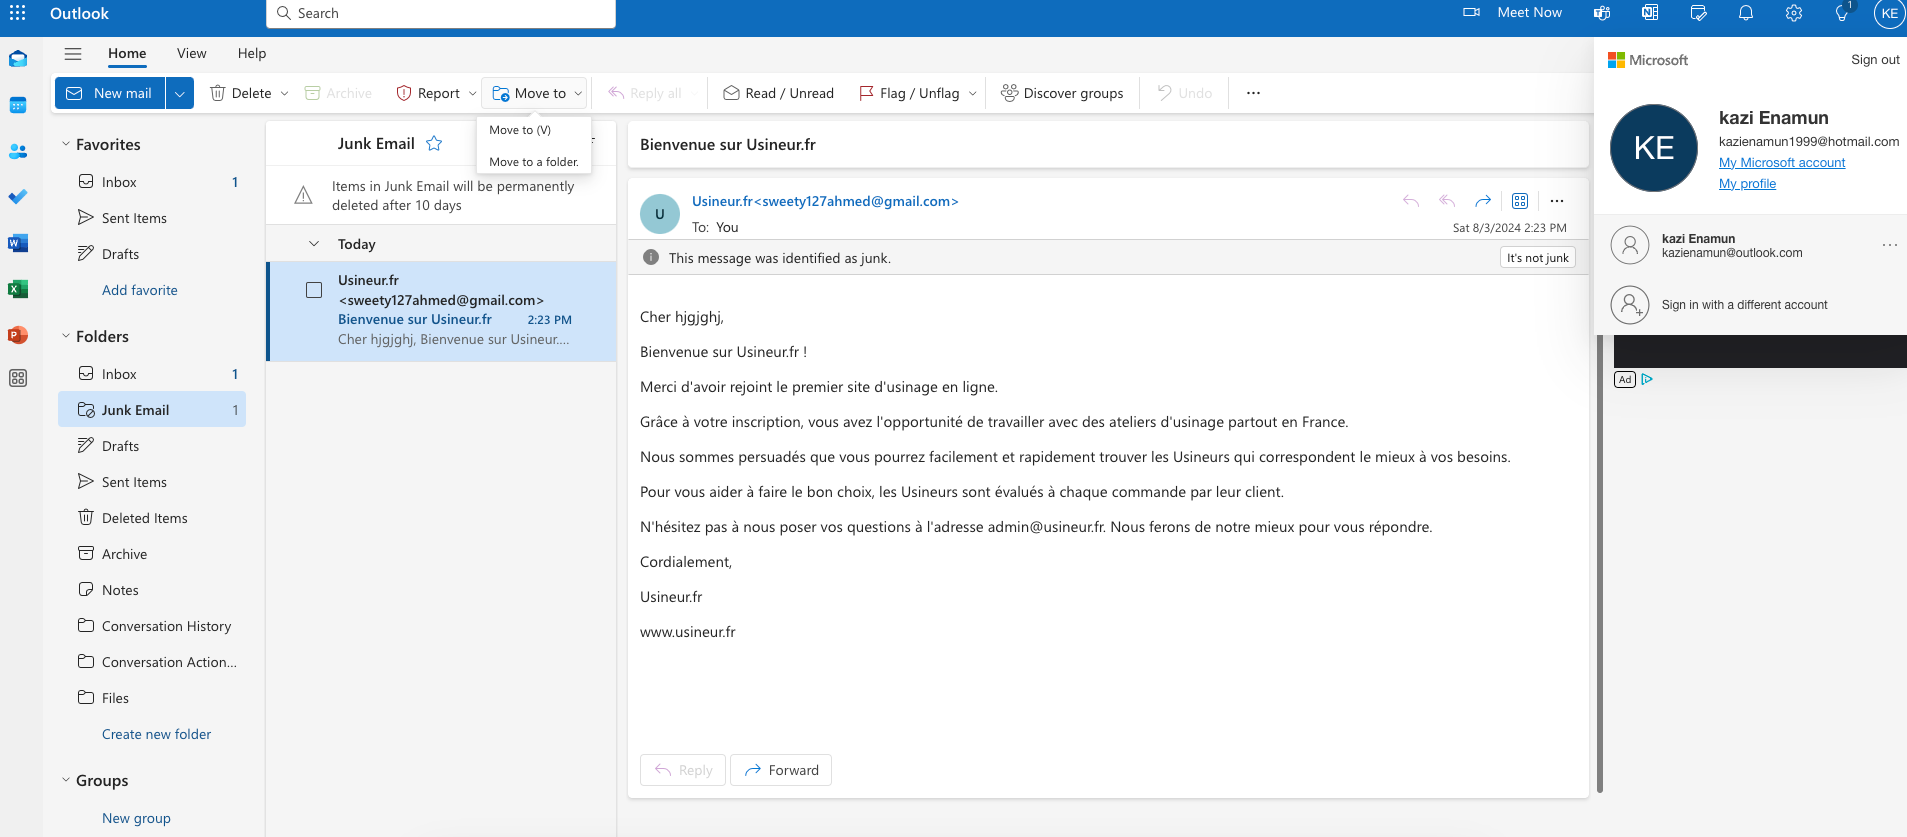 Outlook
Search
Meet Now
1
KE
Home View Help
New mail Delete Archive Report Move to Reply all Read / Unread Flag / Unflag Discover groups Undo ...
Move to (V)
Move to a folder.
Favorites
Inbox 1
Sent Items
Drafts
Add favorite
Folders
Inbox 1
Junk Email 1
Drafts
Sent Items
Deleted Items
Archive
Notes
Conversation History
Conversation Action...
Files
Create new folder
Groups
New group
Junk Email
Items in Junk Email will be permanently
deleted after 10 days
Today
Usineur.fr
<sweety127ahmed@gmail.com>
Bienvenue sur Usineur.fr 2:23 PM
Cher hjgjghj, Bienvenue sur Usineur....
Bienvenue sur Usineur.fr
U
Usineur.fr<sweety127ahmed@gmail.com>
To: You
Sat 8/3/2024 2:23 PM
This message was identified as junk.
It's not junk
Cher hjgjghj,
Bienvenue sur Usineur.fr !
Merci d'avoir rejoint le premier site d'usinage en ligne.
Grâce à votre inscription, vous avez l'opportunité de travailler avec des ateliers d'usinage partout en France.
Nous sommes persuadés que vous pourrez facilement et rapidement trouver les Usineurs qui correspondent le mieux à vos besoins.
Pour vous aider à faire le bon choix, les Usineurs sont évalués à chaque commande par leur client.
N'hésitez pas à nous poser vos questions à l'adresse admin@usineur.fr. Nous ferons de notre mieux pour vous répondre.
Cordialement,
Usineur.fr
www.usineur.fr
Reply Forward
Microsoft
Sign out
KE
kazi Enamun
kazienamun1999@hotmail.com
My Microsoft account
My profile
kazi Enamun
kazienamun@outlook.com
Sign in with a different account
Ad